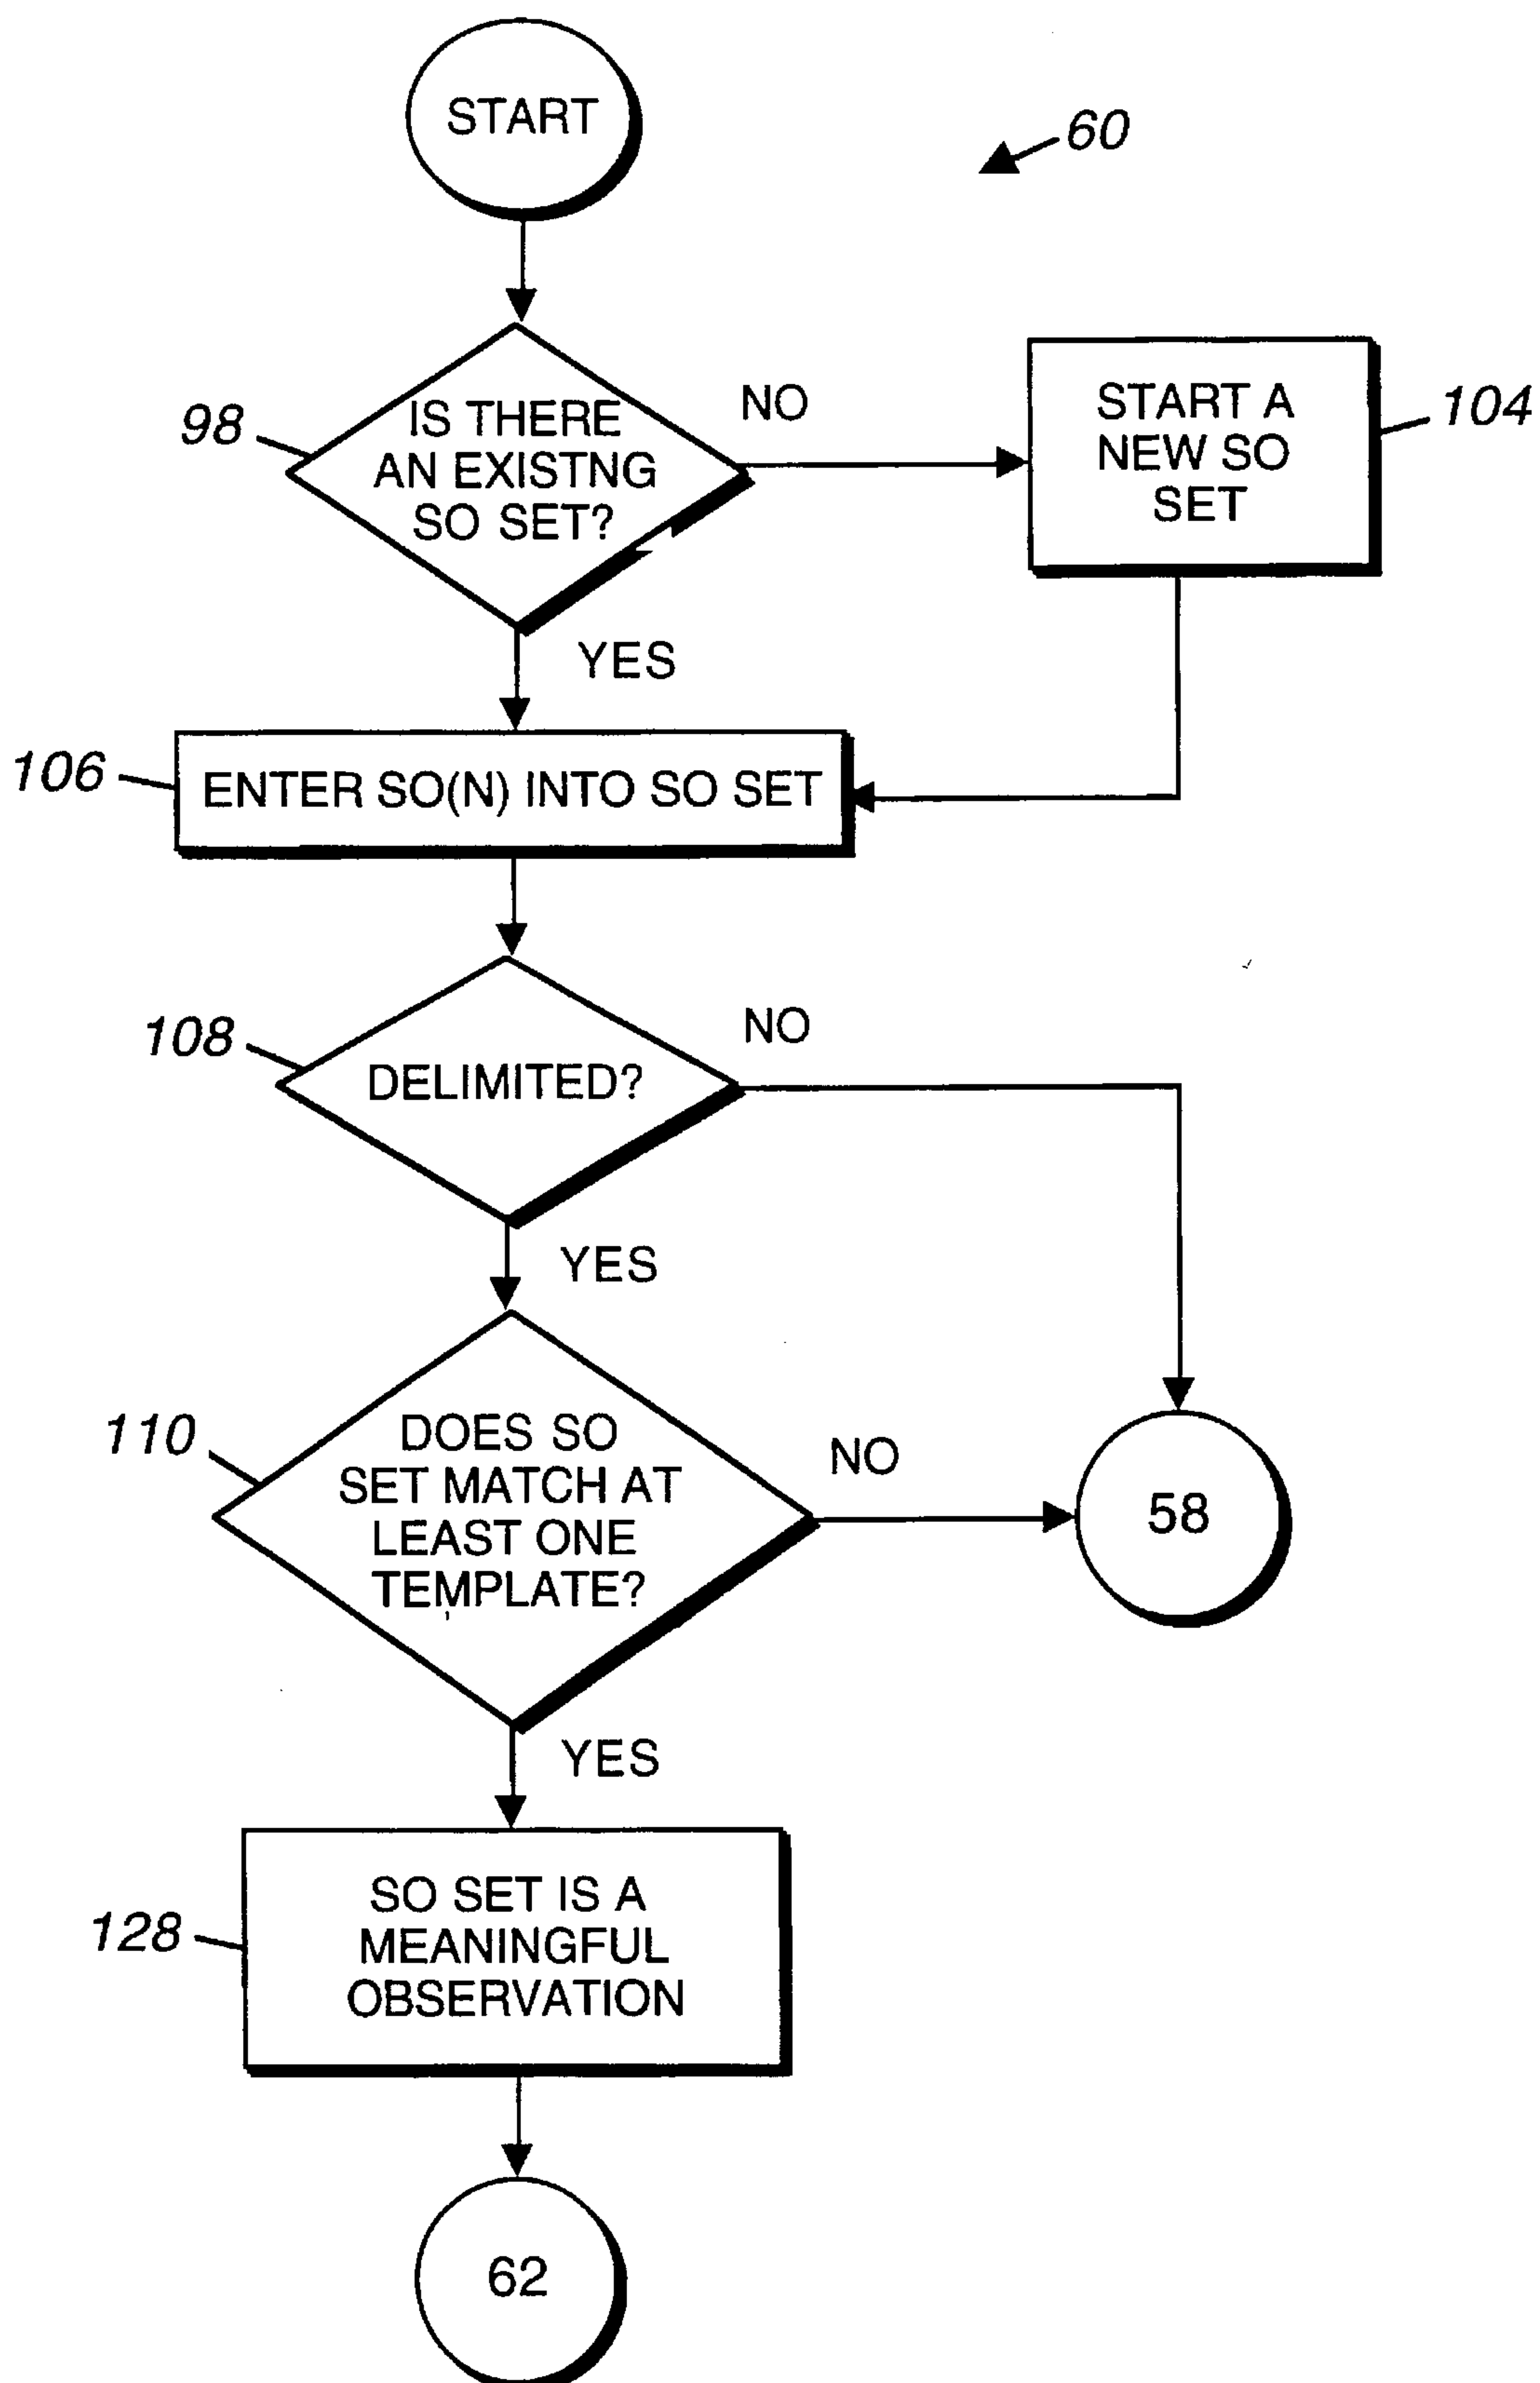 START
60
98
IS THERE
AN EXISTNG
SO SET?
NO
START A
NEW SO
SET
104
YES
106
ENTER SO(N) INTO SO SET
108
DELIMITED?
NO
YES
110
DOES SO
SET MATCH AT
LEAST ONE
TEMPLATE?
NO
58
YES
128
SO SET IS A
MEANINGFUL
OBSERVATION
62